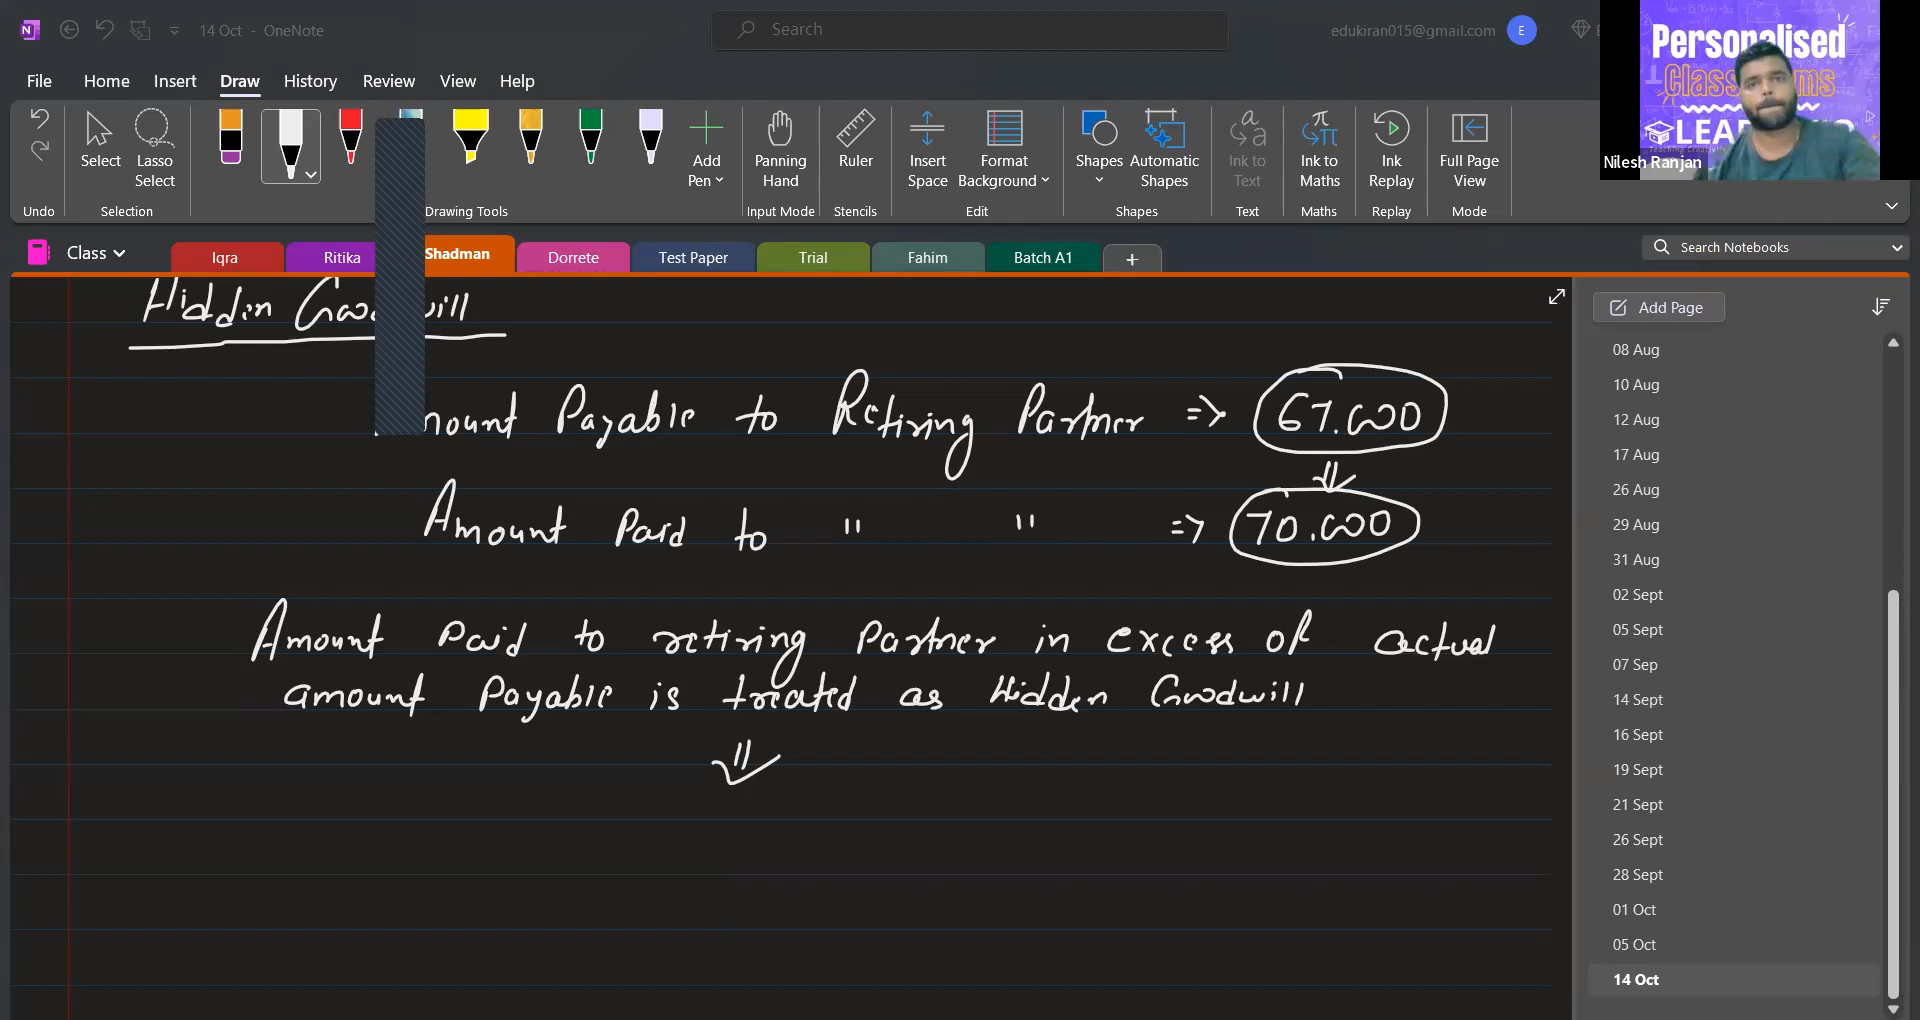 14 Oct - OneNote
Search
edukiran015@gmail.com
E
Personalised
LEA
Nilesh Ranjan
File Home Insert Draw History Review View Help
Select
Lasso
Select
Add
Pen
Panning
Hand
Ruler
Insert
Space
Format
Background
Shapes
Automatic
Shapes
Ink to
Text
Ink to
Maths
Ink
Replay
Full Page
View
Undo
Selection
Drawing Tools
Input Mode
Stencils
Edit
Shapes
Text
Maths
Replay
Mode
Class
Iqra
Ritika
Shadman
Dorrete
Test Paper
Trial
Fahim
Batch A1
+
Search Notebooks
Hidden
mount Payable to Retiring Partner => 67.000
Amount Paid to " " => 70.000
Amount Paid to retiring Partner in excess of actual
amount Payable is treated as Hidden Goodwill
Add Page
08 Aug
10 Aug
12 Aug
17 Aug
26 Aug
29 Aug
31 Aug
02 Sept
05 Sept
07 Sep
14 Sept
16 Sept
19 Sept
21 Sept
26 Sept
28 Sept
01 Oct
05 Oct
14 Oct